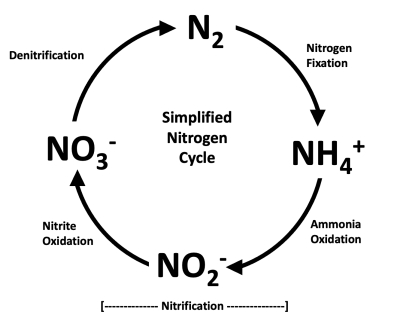 N₂
Denitrification
Nitrogen
Fixation
Simplified
Nitrogen
Cycle
NO₃⁻
NH₄⁺
Nitrite
Oxidation
Ammonia
Oxidation
NO₂⁻
[------------- Nitrification --------------]